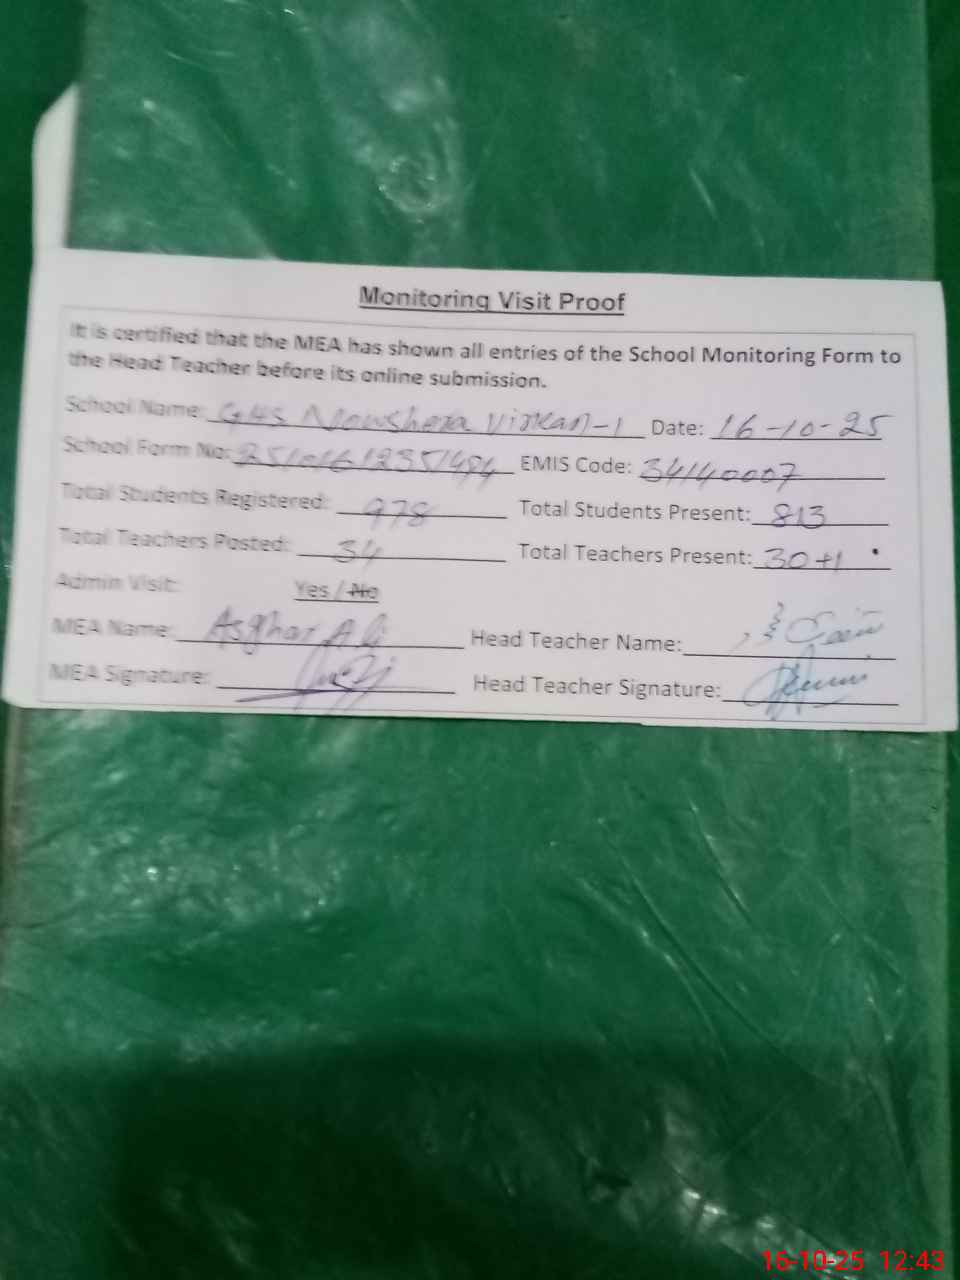 Monitoring Visit Proof
It is certified that the MEA has shown all entries of the School Monitoring Form to
the Head Teacher before its online submission.
School Name: GHS Nowshera Virkan-1 Date: 16-10-25
School Form No: EMIS Code: 34140007
Total Students Registered: 978 Total Students Present: 813
Total Teachers Posted: 34 Total Teachers Present: 30+1
Admin Visit: Yes / No
MEA Name: Asghar Ali Head Teacher Name:
MEA Signature: Head Teacher Signature:
16-10-25 12:43